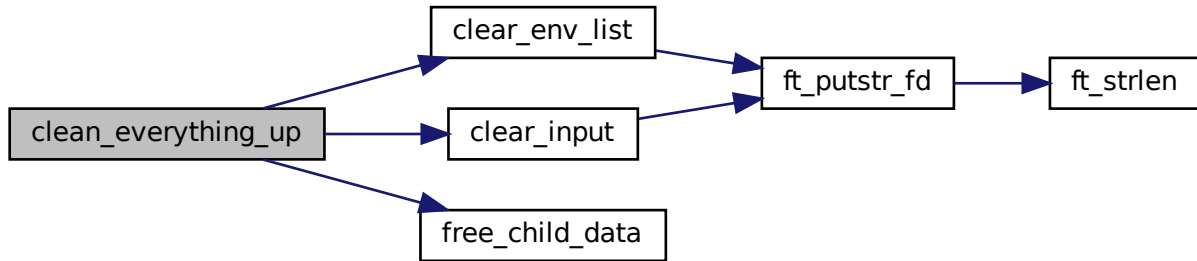 clean_everything_up
clear_env_list
clear_input
free_child_data
ft_putstr_fd
ft_strlen